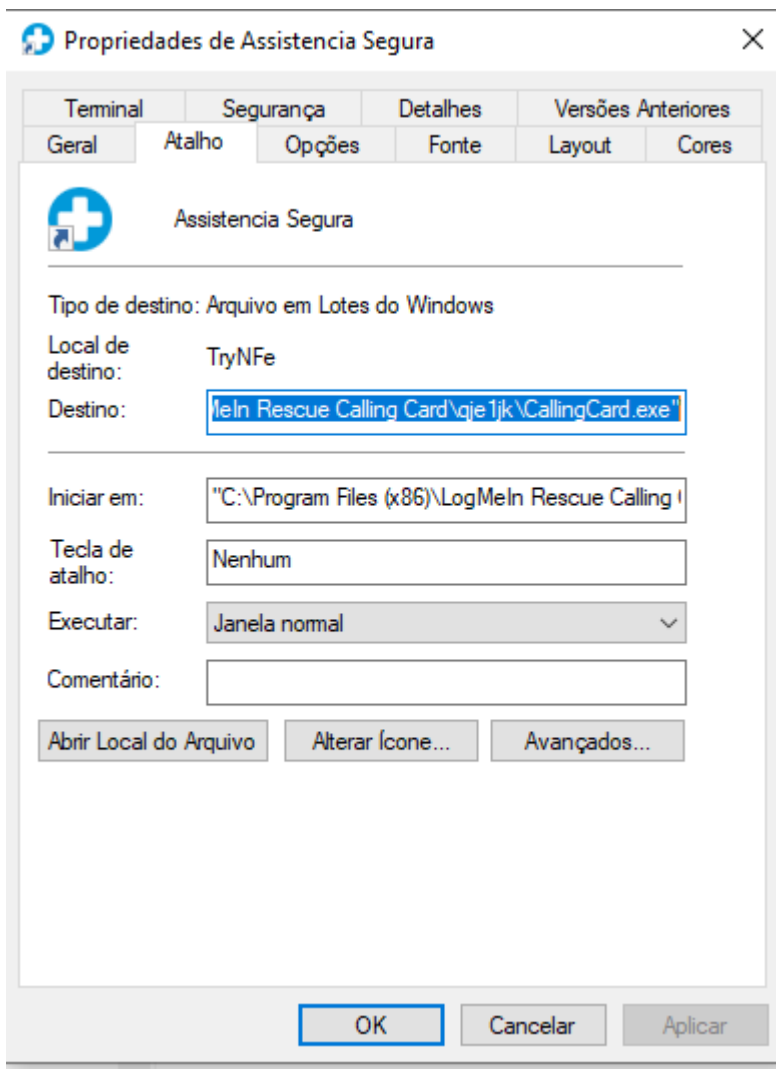 Propriedades de Assistencia Segura
Terminal Segurança Detalhes Versões Anteriores
Geral Atalho Opções Fonte Layout Cores
Assistencia Segura
Tipo de destino: Arquivo em Lotes do Windows
Local de destino: TryNFe
Destino: MeIn Rescue Calling Card\qje1jk\CallingCard.exe"
Iniciar em: "C:\Program Files (x86)\LogMeIn Rescue Calling
Tecla de atalho: Nenhum
Executar: Janela normal
Comentário:
Abrir Local do Arquivo Alterar Ícone... Avançados...
OK Cancelar Aplicar